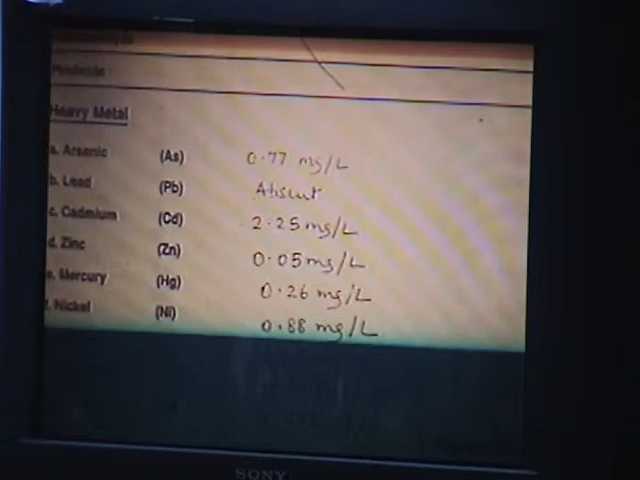 Pesticide
Heavy Metal
a. Arsenic (As) 0.77 mg/L
b. Lead (Pb) Absent
c. Cadmium (Cd) 2.25 mg/L
d. Zinc (Zn) 0.05 mg/L
e. Mercury (Hg) 0.26 mg/L
f. Nickel (Ni) 0.88 mg/L
SONY